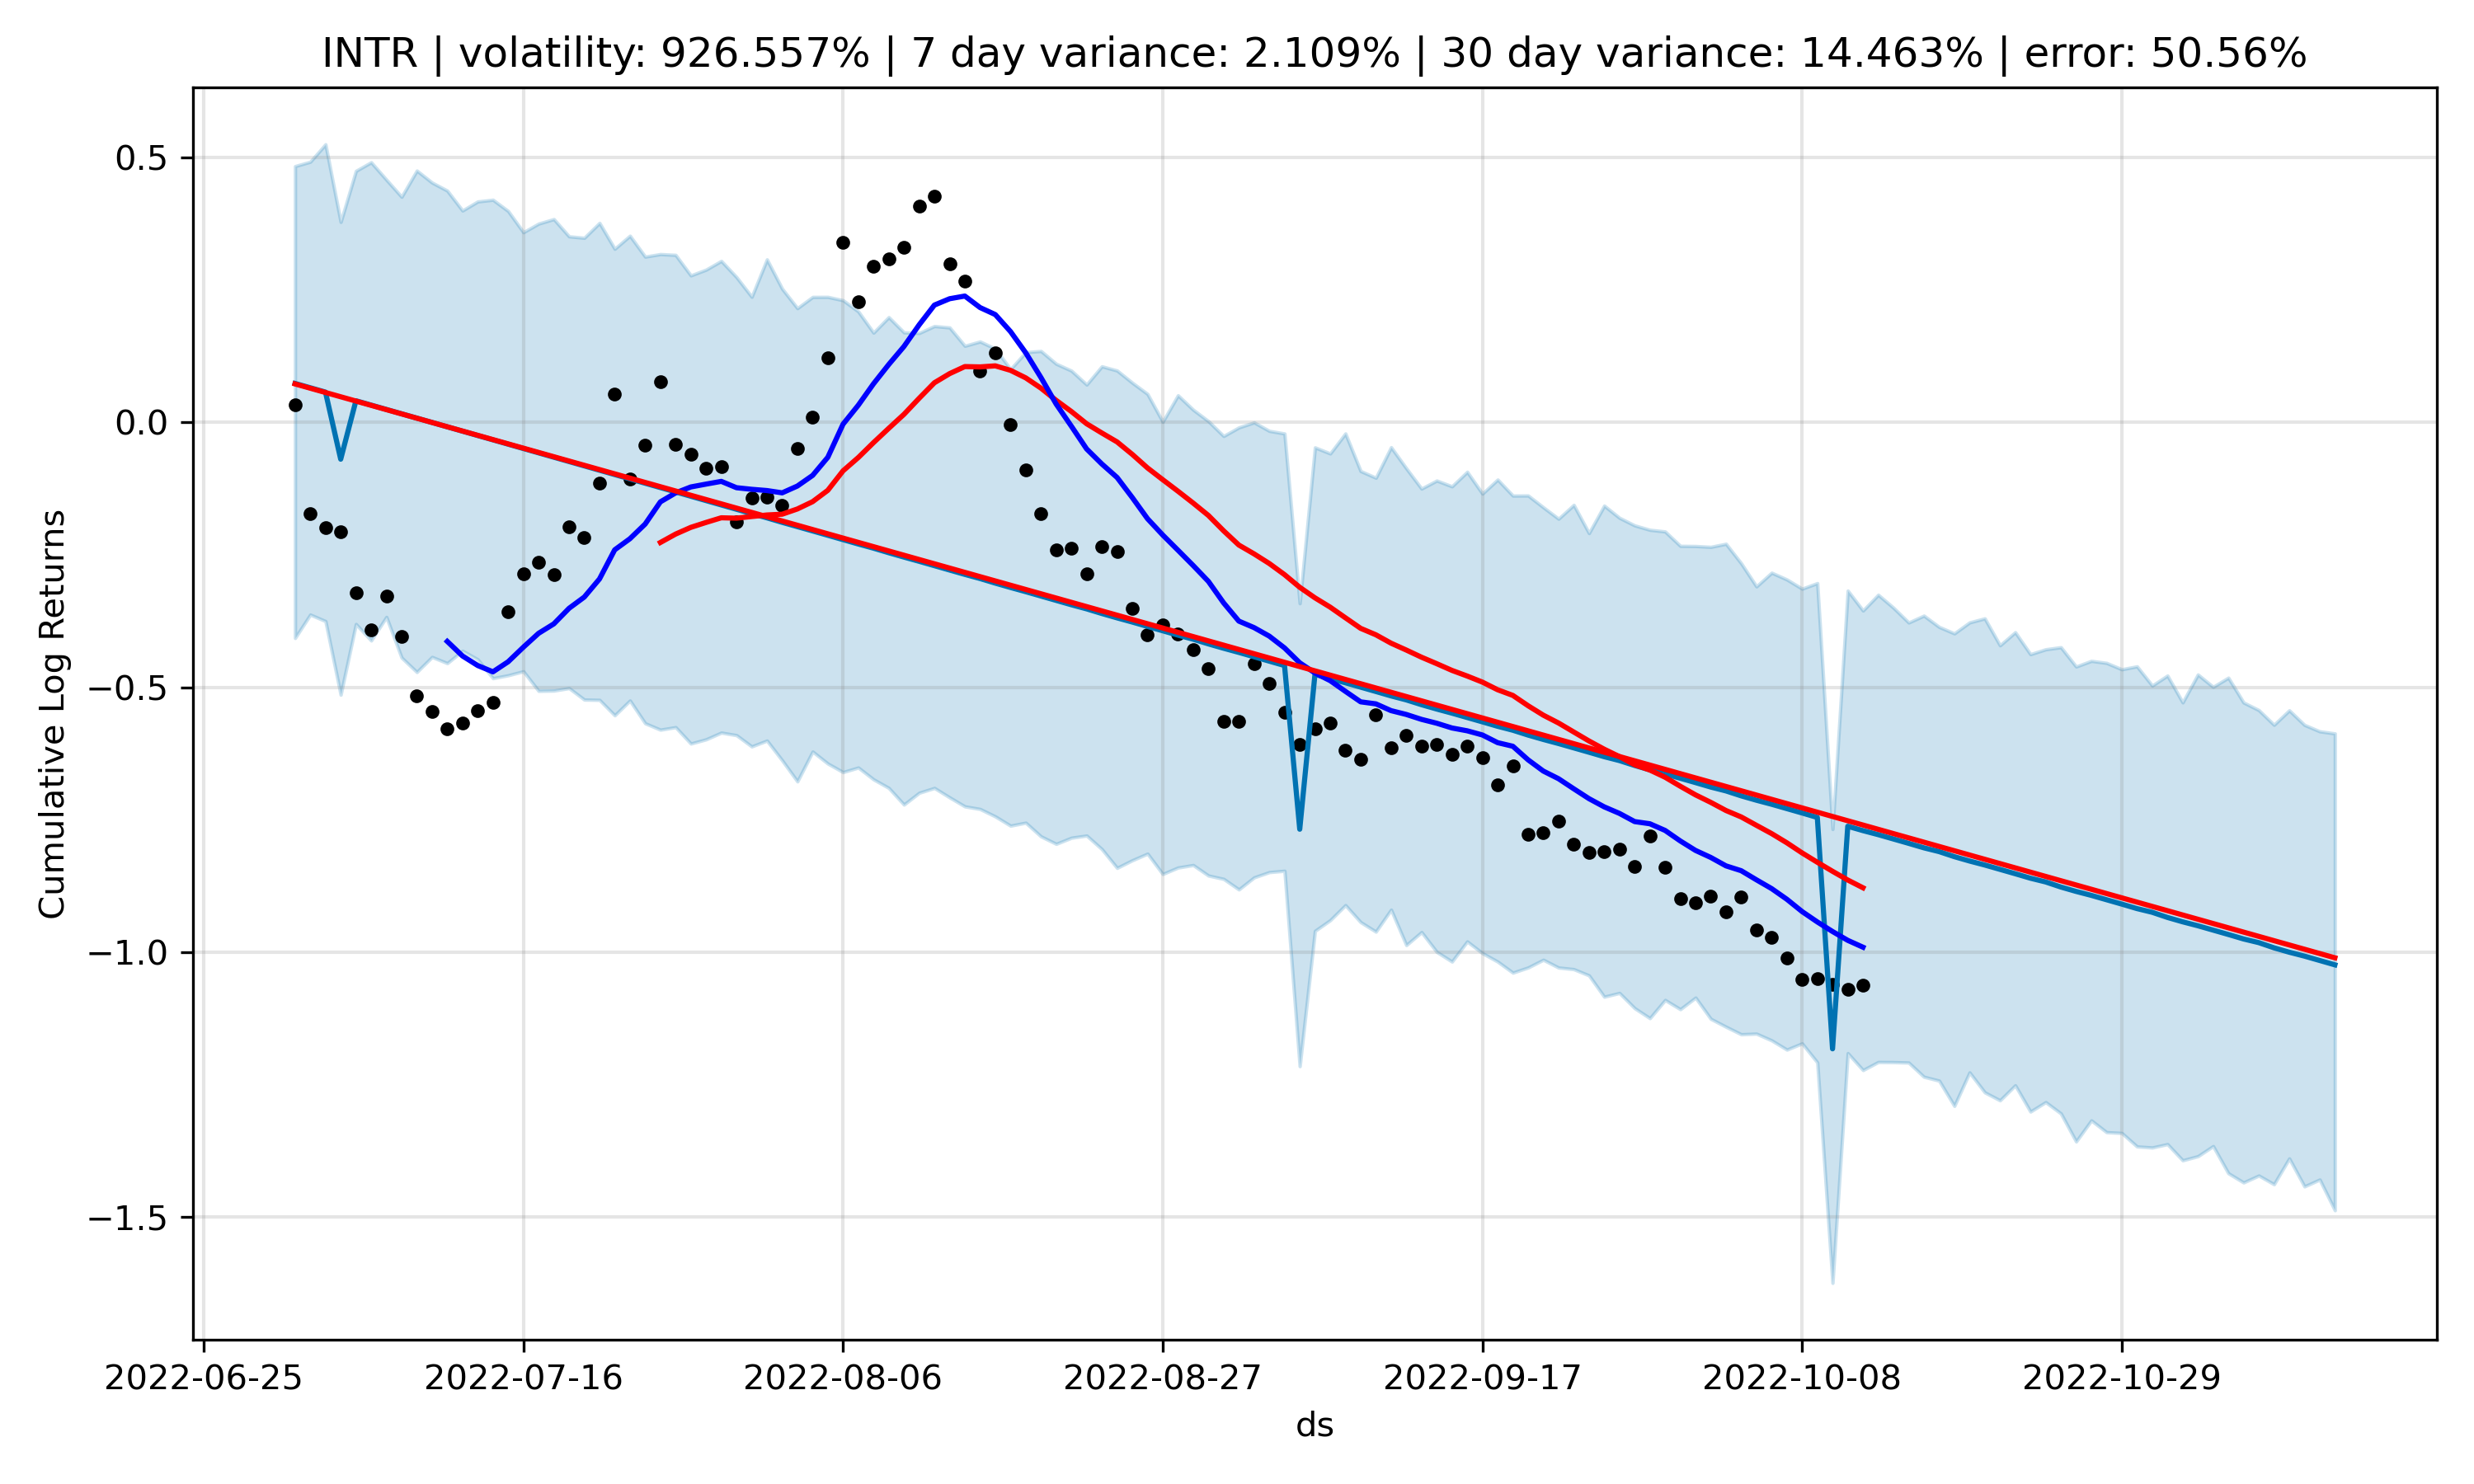 INTR | volatility: 926.557% | 7 day variance: 2.109% | 30 day variance: 14.463% | error: 50.56%
0.5
0.0
−0.5
−1.0
−1.5
Cumulative Log Returns
2022-06-25 2022-07-16 2022-08-06 2022-08-27 2022-09-17 2022-10-08 2022-10-29
ds